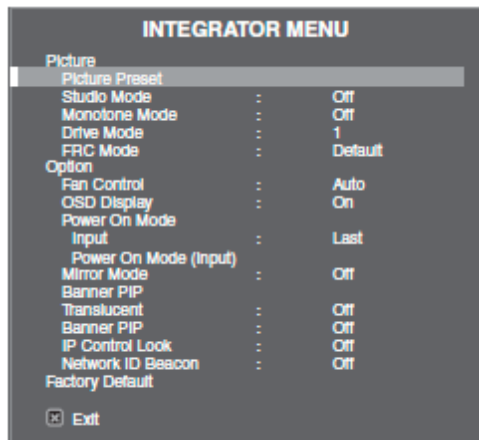 INTEGRATOR MENU
Picture
Picture Preset
Studio Mode : Off
Monotone Mode : Off
Drive Mode : 1
FRC Mode : Default
Option
Fan Control : Auto
OSD Display : On
Power On Mode
Input : Last
Power On Mode (Input)
Mirror Mode : Off
Banner PIP
Translucent : Off
Banner PIP : Off
IP Control Look : Off
Network ID Beacon : Off
Factory Default
Exit